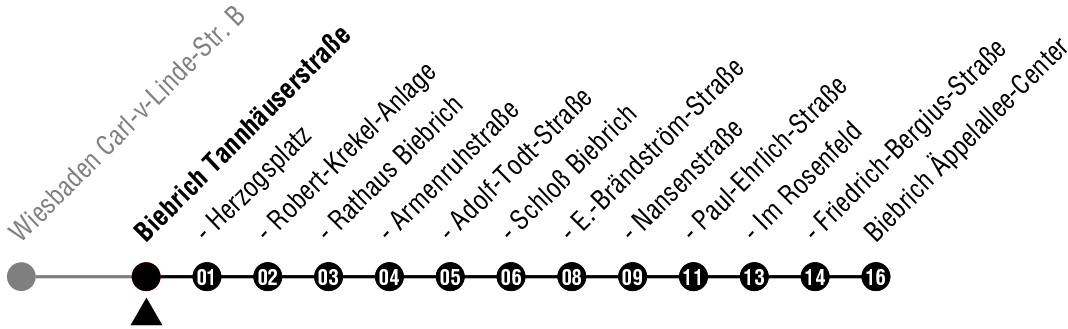 Wiesbaden Carl-v-Linde-Str. B
Biebrich Tannhäuserstraße
- Herzogsplatz
- Robert-Krekel-Anlage
- Rathaus Biebrich
- Armenruhstraße
- Adolf-Todt-Straße
- Schloß Biebrich
- E.-Brändström-Straße
- Nansenstraße
- Paul-Ehrlich-Straße
- Im Rosenfeld
- Friedrich-Bergius-Straße
Biebrich Äppelallee-Center
01 02 03 04 05 06 08 09 11 13 14 16